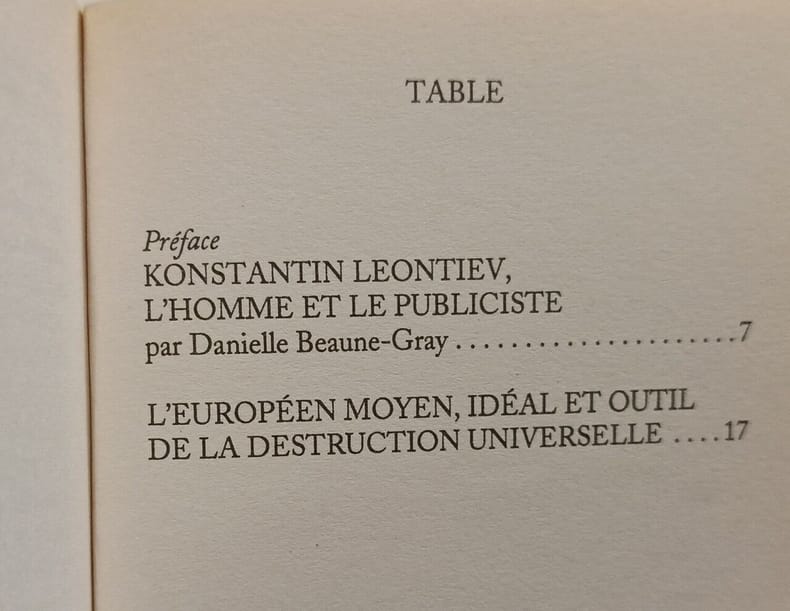 TABLE
Préface
KONSTANTIN LEONTIEV,
L'HOMME ET LE PUBLICISTE
par Danielle Beaune-Gray . . . . . . . . . . . . . . . . . . . . . 7
L'EUROPÉEN MOYEN, IDÉAL ET OUTIL
DE LA DESTRUCTION UNIVERSELLE . . . . 17